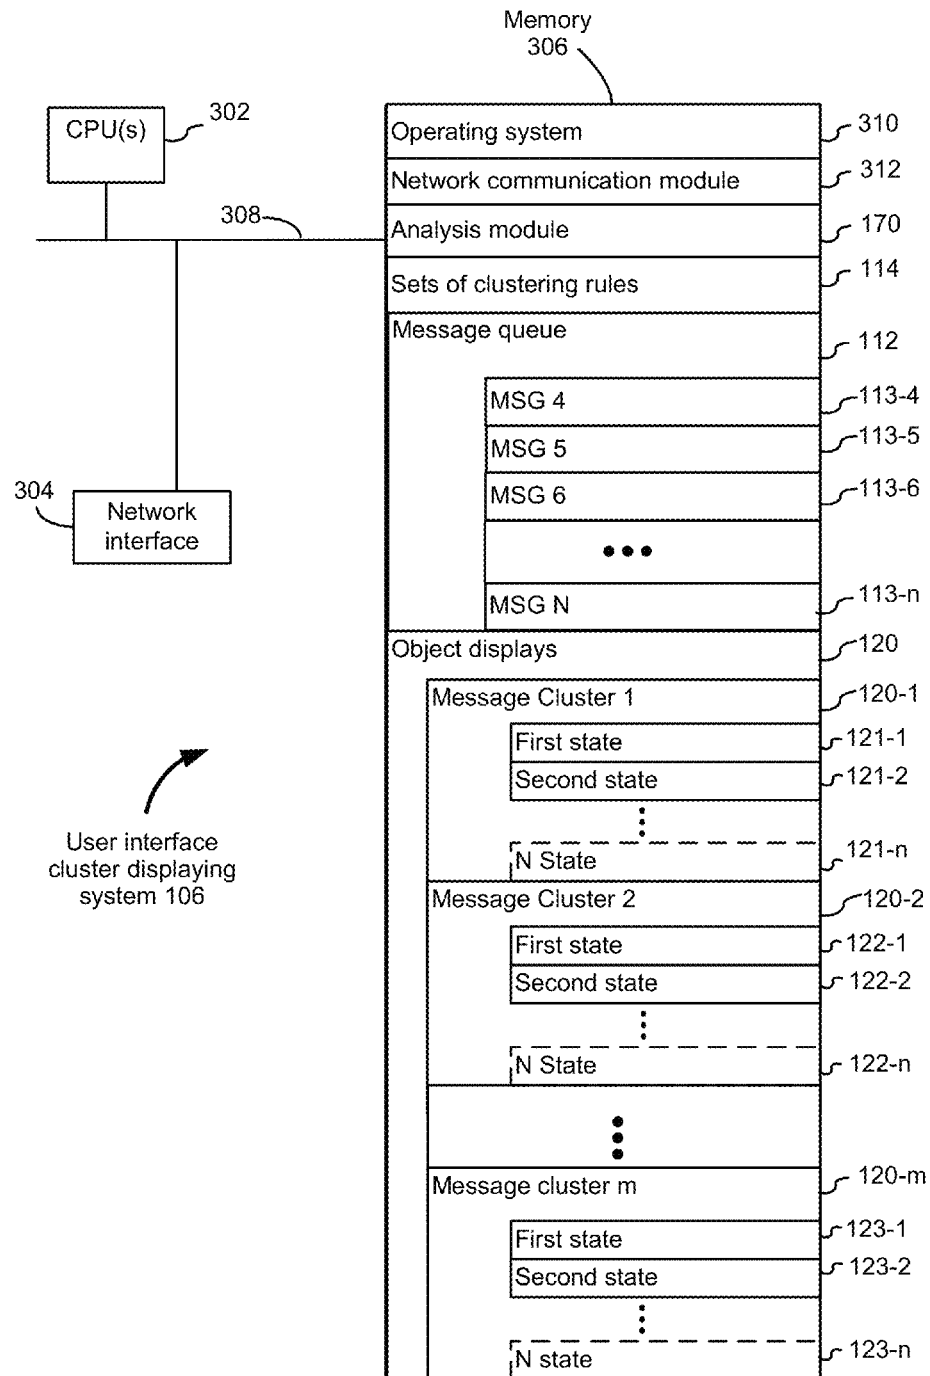 Memory
306
CPU(s)
302
Operating system
310
Network communication module
312
308
Analysis module
170
Sets of clustering rules
114
Message queue
112
MSG 4
113-4
MSG 5
113-5
MSG 6
113-6
304
Network
interface
MSG N
113-n
Object displays
120
Message Cluster 1
120-1
First state
121-1
Second state
121-2
N State
121-n
User interface
cluster displaying
system 106
Message Cluster 2
120-2
First state
122-1
Second state
122-2
N State
122-n
Message cluster m
120-m
First state
123-1
Second state
123-2
N state
123-n